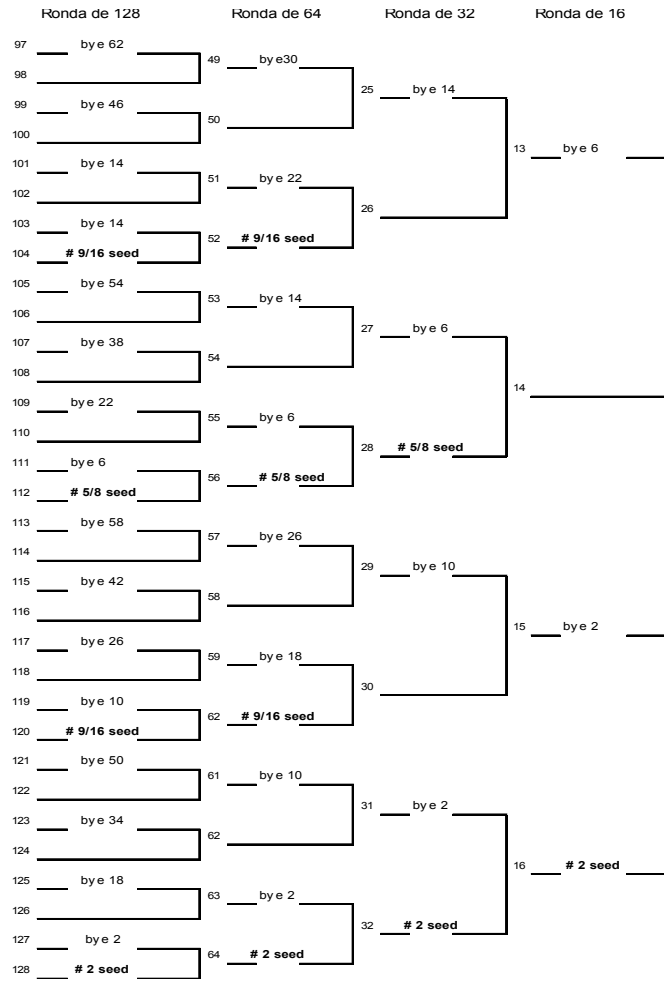 Ronda de 128 Ronda de 64 Ronda de 32 Ronda de 16
97 bye 62
98
99 bye 46
100
101 bye 14
102
103 bye 14
104 # 9/16 seed
105 bye 54
106
107 bye 38
108
109 bye 22
110
111 bye 6
112 # 5/8 seed
113 bye 58
114
115 bye 42
116
117 bye 26
118
119 bye 10
120 # 9/16 seed
121 bye 50
122
123 bye 34
124
125 bye 18
126
127 bye 2
128 # 2 seed
49 bye30
50
51 bye 22
52 # 9/16 seed
53 bye 14
54
55 bye 6
56 # 5/8 seed
57 bye 26
58
59 bye 18
62 # 9/16 seed
61 bye 10
62
63 bye 2
64 # 2 seed
25 bye 14
26
27 bye 6
28 # 5/8 seed
29 bye 10
30
31 bye 2
32 # 2 seed
13 bye 6
14
15 bye 2
16 # 2 seed